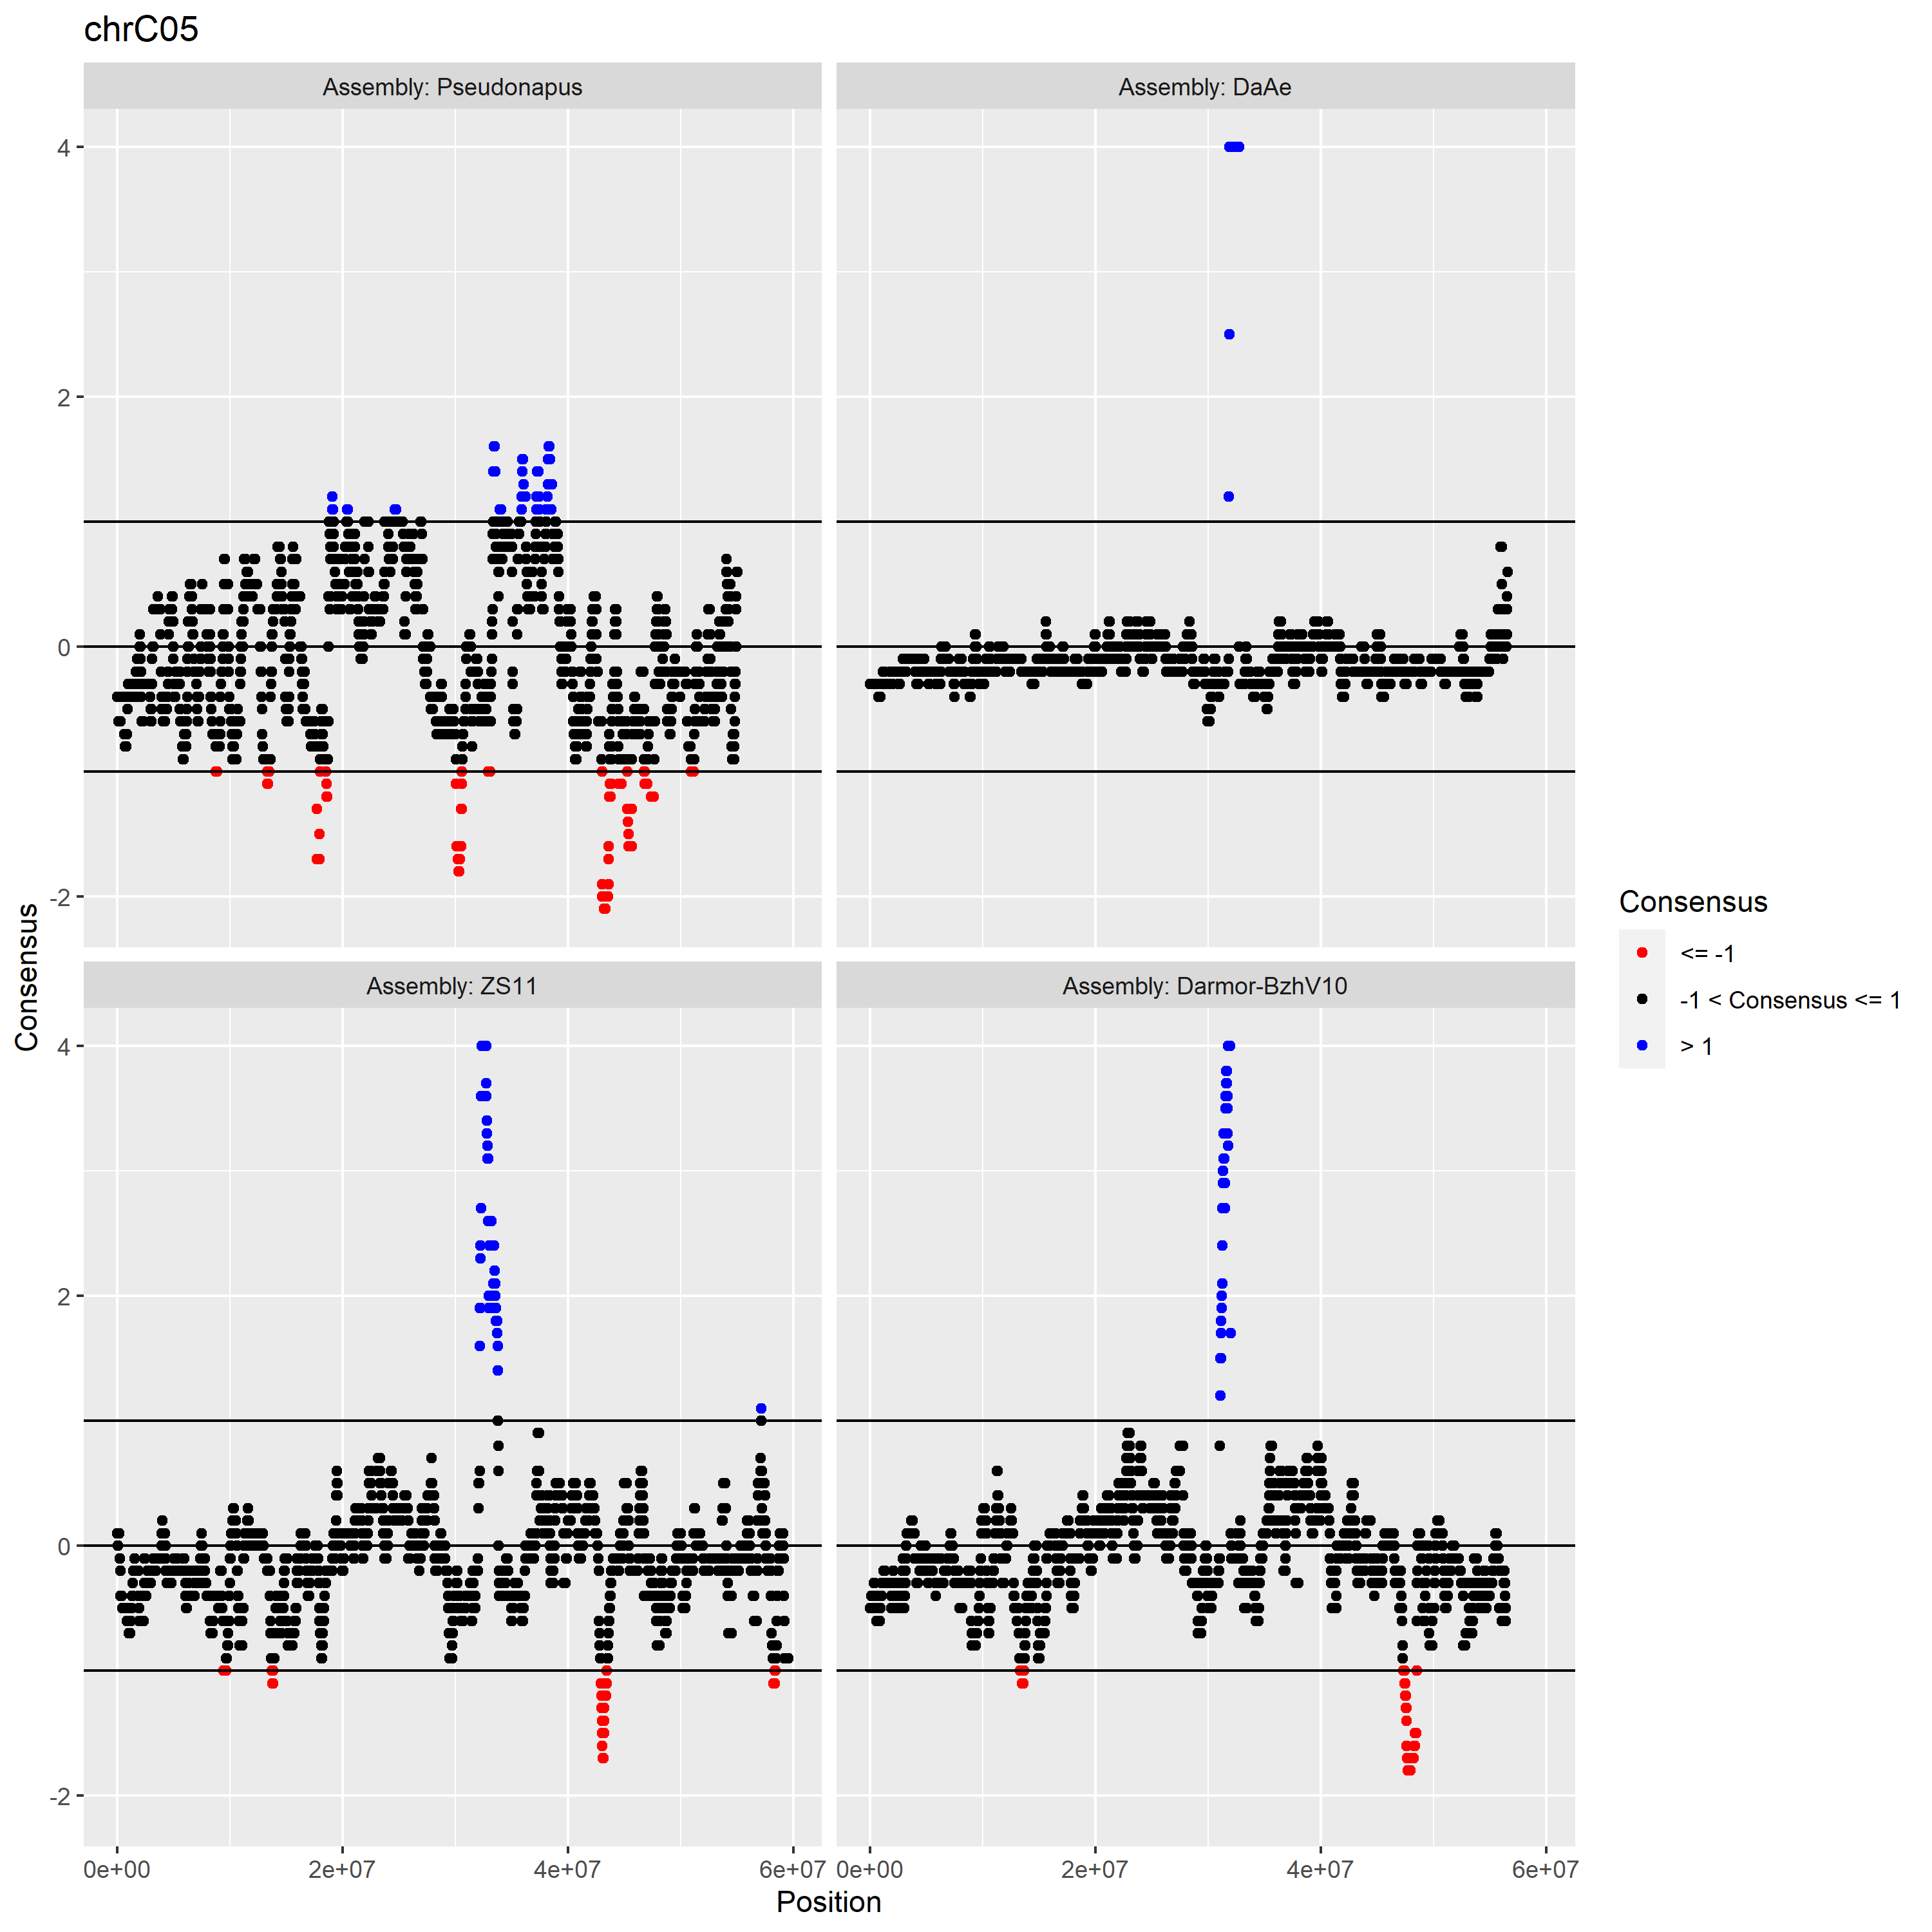 chrC05
Assembly: Pseudonapus
Assembly: DaAe
4
2
0
-2
Assembly: ZS11
Assembly: Darmor-BzhV10
4
2
0
-2
0e+00 2e+07 4e+07 6e+07 0e+00 2e+07 4e+07 6e+07
Position
Consensus
Consensus
<= -1
-1 < Consensus <= 1
> 1